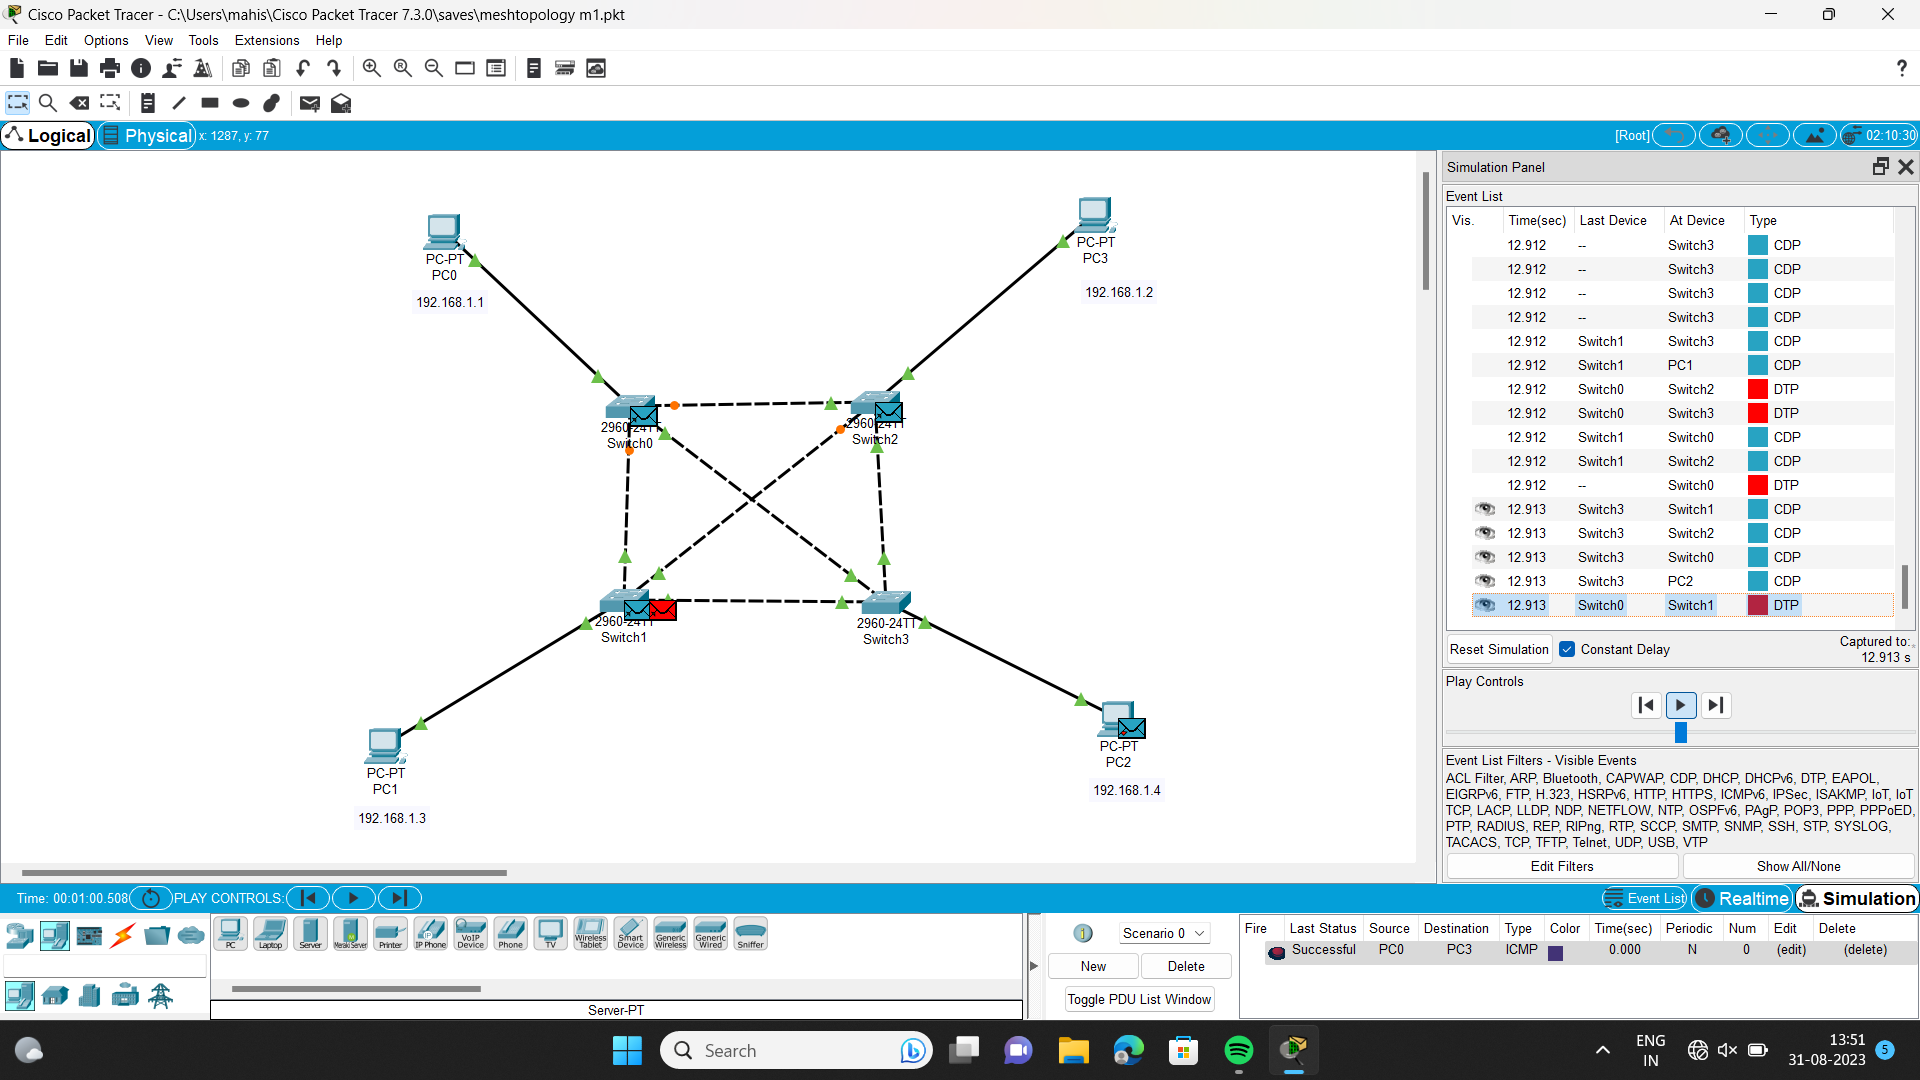 Cisco Packet Tracer - C:\Users\mahis\Cisco Packet Tracer 7.3.0\saves\meshtopology m1.pkt
File Edit Options View Tools Extensions Help
Logical Physical x: 1287, y: 77 [Root] 02:10:30
PC-PT
PC0
192.168.1.1
PC-PT
PC3
192.168.1.2
2960-24TT
Switch0
2960-24TT
Switch2
2960-24TT
Switch1
2960-24TT
Switch3
PC-PT
PC1
192.168.1.3
PC-PT
PC2
192.168.1.4
Simulation Panel
Event List
Vis. Time(sec) Last Device At Device Type
12.912 -- Switch3 CDP
12.912 -- Switch3 CDP
12.912 -- Switch3 CDP
12.912 -- Switch3 CDP
12.912 Switch1 Switch3 CDP
12.912 Switch1 PC1 CDP
12.912 Switch0 Switch2 DTP
12.912 Switch0 Switch3 DTP
12.912 Switch1 Switch0 CDP
12.912 Switch1 Switch2 CDP
12.912 -- Switch0 DTP
12.913 Switch3 Switch1 CDP
12.913 Switch3 Switch2 CDP
12.913 Switch3 Switch0 CDP
12.913 Switch3 PC2 CDP
12.913 Switch0 Switch1 DTP
Reset Simulation Constant Delay Captured to:
12.913 s
Play Controls
Event List Filters - Visible Events
ACL Filter, ARP, Bluetooth, CAPWAP, CDP, DHCP, DHCPv6, DTP, EAPOL,
EIGRPv6, FTP, H.323, HSRPv6, HTTP, HTTPS, ICMPv6, IPSec, ISAKMP, IoT, IoT
TCP, LACP, LLDP, NDP, NETFLOW, NTP, OSPFv6, PAgP, POP3, PPP, PPPoED,
PTP, RADIUS, REP, RIPng, RTP, SCCP, SMTP, SNMP, SSH, STP, SYSLOG,
TACACS, TCP, TFTP, Telnet, UDP, USB, VTP
Edit Filters Show All/None
Time: 00:01:00.508 PLAY CONTROLS: Event List Realtime Simulation
PC Laptop Server Meraki Server Printer IP Phone VoIP Device Phone TV Wireless Tablet Smart Device Generic Wireless Generic Wired Sniffer
Server-PT
1 Scenario 0
New Delete
Toggle PDU List Window
Fire Last Status Source Destination Type Color Time(sec) Periodic Num Edit Delete
Successful PC0 PC3 ICMP 0.000 N 0 (edit) (delete)
Search
ENG
IN
13:51
31-08-2023
5